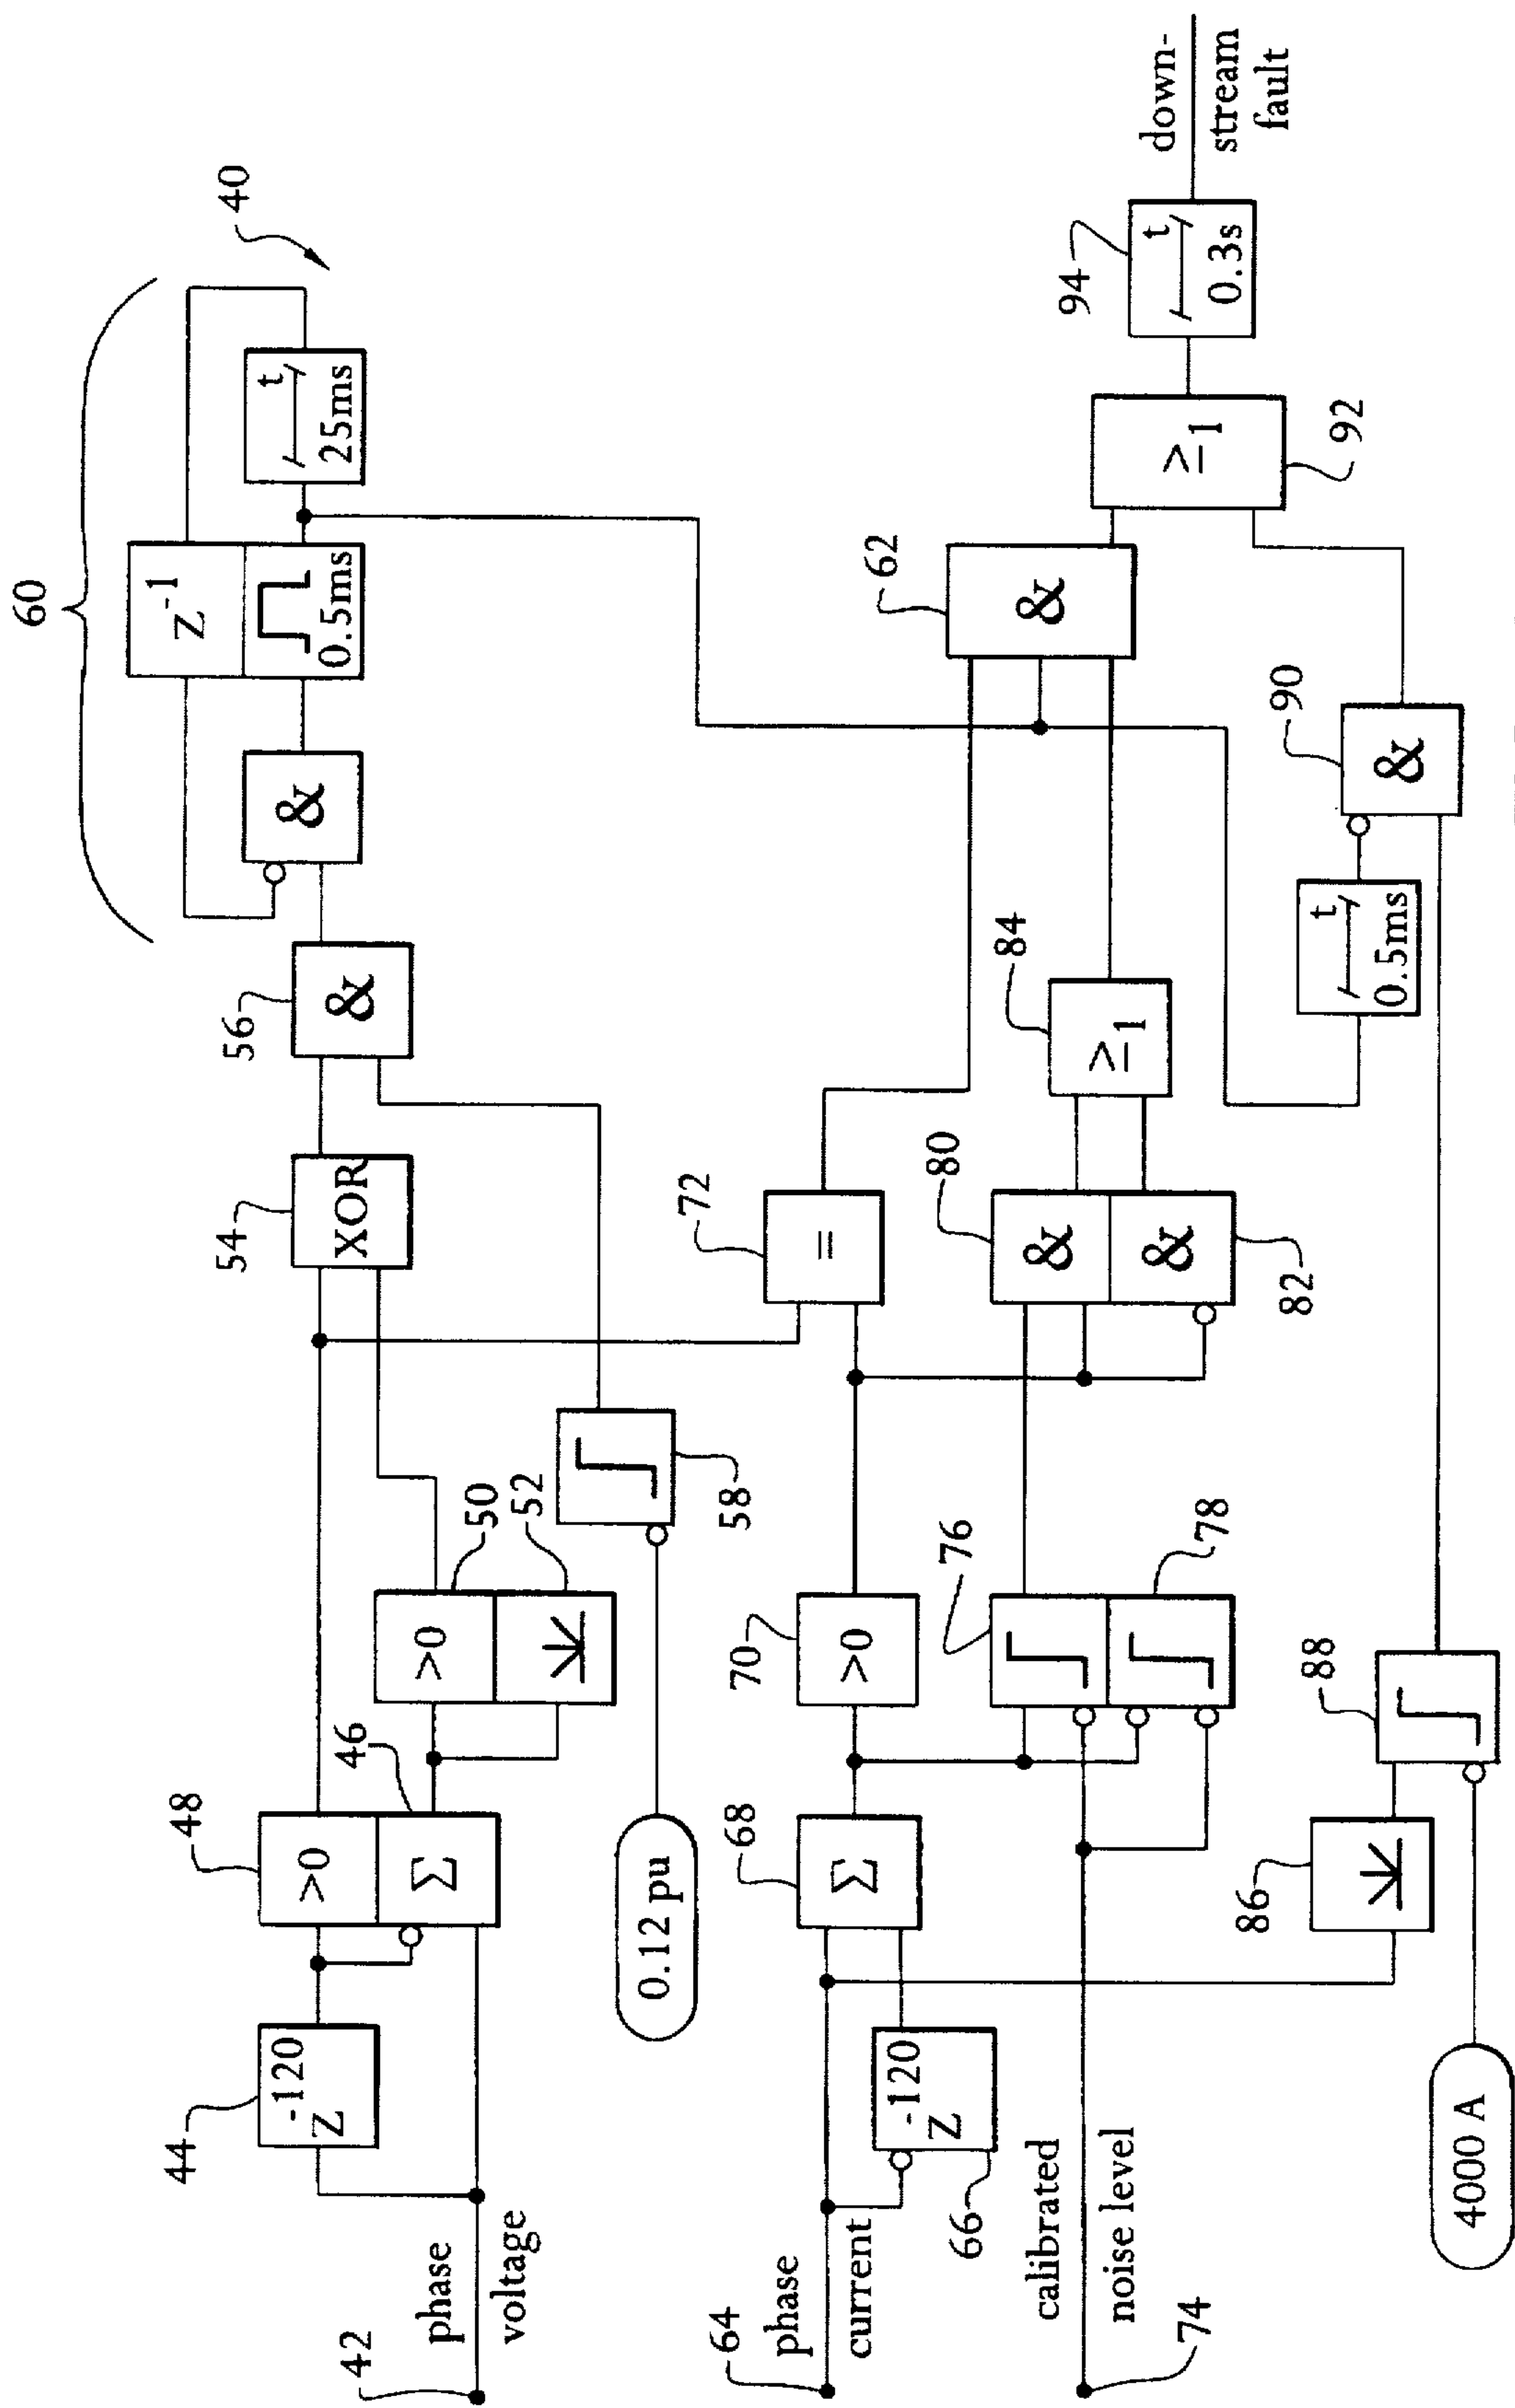 60
40
z-1
0.5ms
t
25ms
&
56
&
54
XOR
48
>0
46
Σ
50
>0
52
58
44
z-120
42
phase
voltage
0.12 pu
72
=
62
&
94
t
0.3s
down-
stream
fault
≥1
92
84
≥1
80
&
&
82
70
>0
76
78
68
Σ
z-120
66
64
phase
current
calibrated
noise level
74
90
&
t
0.5ms
88
86
4000 A